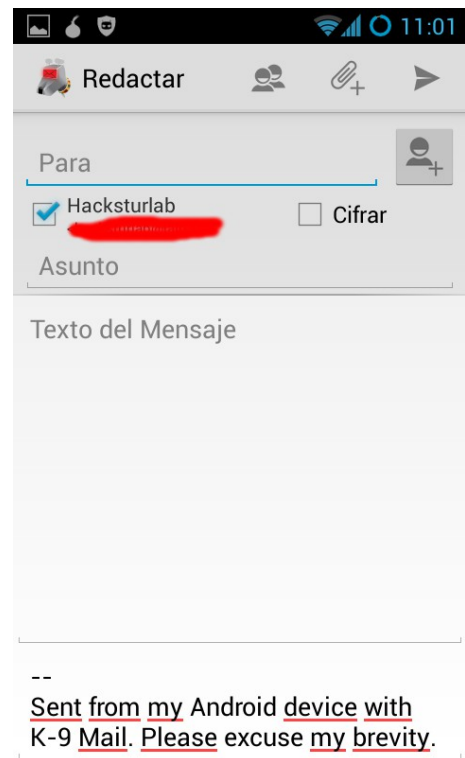 11:01
Redactar
Para
Hacksturlab
Cifrar
Asunto
Texto del Mensaje
--
Sent from my Android device with
K-9 Mail. Please excuse my brevity.